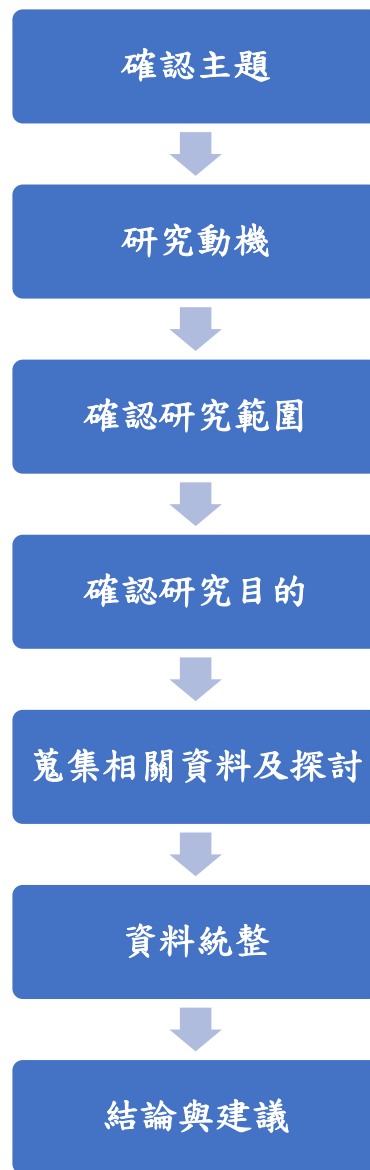 確認主題
研究動機
確認研究範圍
確認研究目的
蒐集相關資料及探討
資料統整
結論與建議